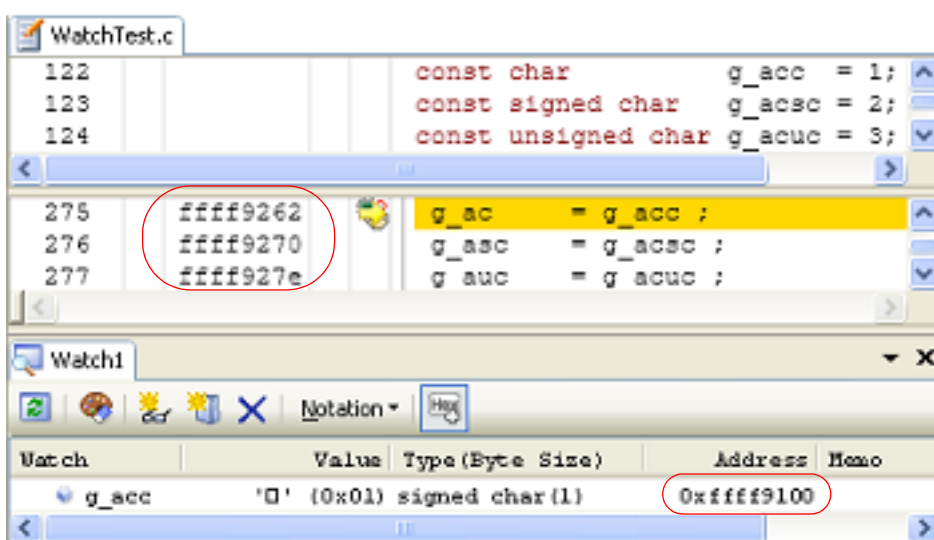 WatchTest.c
122 const char g_acc = 1;
123 const signed char g_acsc = 2;
124 const unsigned char g_acuc = 3;
275 ffff9262 g_ac = g_acc ;
276 ffff9270 g_asc = g_acsc ;
277 ffff927e g_auc = g_acuc ;
Watch1
Notation Hex
Watch Value Type(Byte Size) Address Memo
g_acc '□' (0x01) signed char(1) 0xffff9100